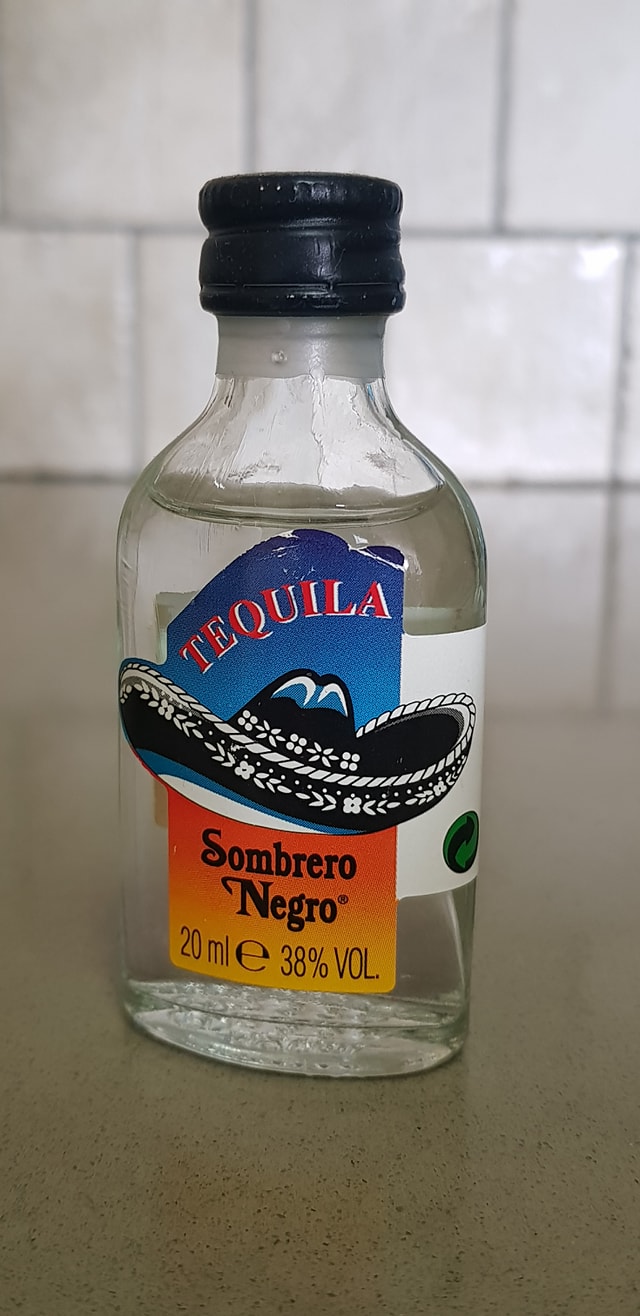 TEQUILA
Sombrero
Negro®
20 ml ℮ 38% VOL.